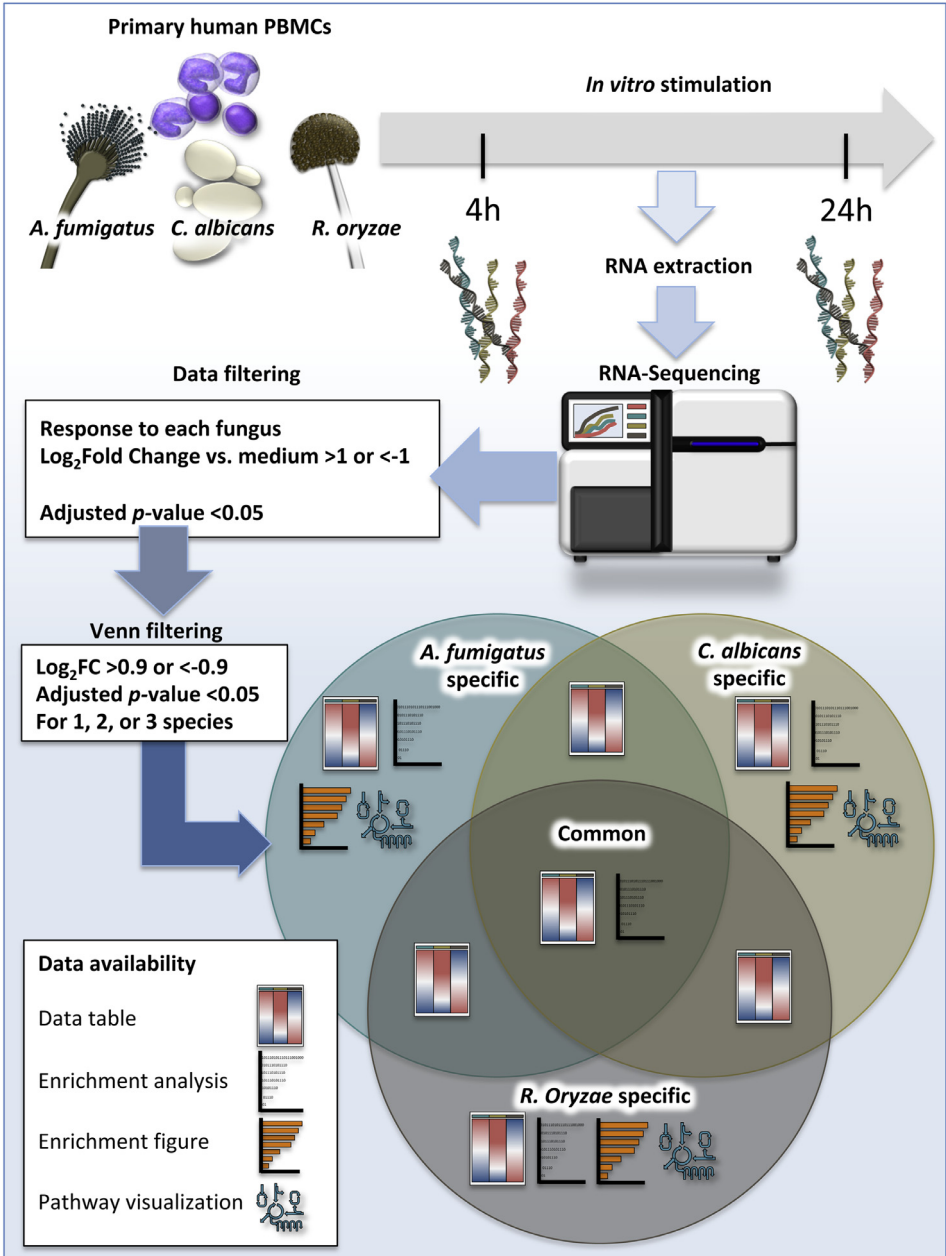 Primary human PBMCs
In vitro stimulation
A. fumigatus
C. albicans
R. oryzae
4h
24h
RNA extraction
RNA-Sequencing
Data filtering
Response to each fungus
Log₂Fold Change vs. medium >1 or <-1
Adjusted p-value <0.05
Venn filtering
Log₂FC >0.9 or <-0.9
Adjusted p-value <0.05
For 1, 2, or 3 species
A. fumigatus
specific
C. albicans
specific
Common
R. Oryzae specific
Data availability
Data table
Enrichment analysis
Enrichment figure
Pathway visualization